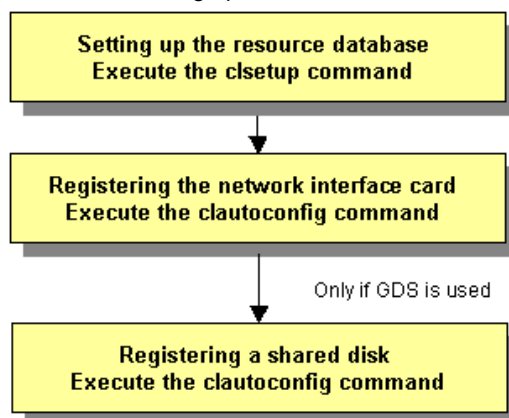 Setting up the resource database
Execute the clsetup command
Registering the network interface card
Execute the clautoconfig command
Only if GDS is used
Registering a shared disk
Execute the clautoconfig command